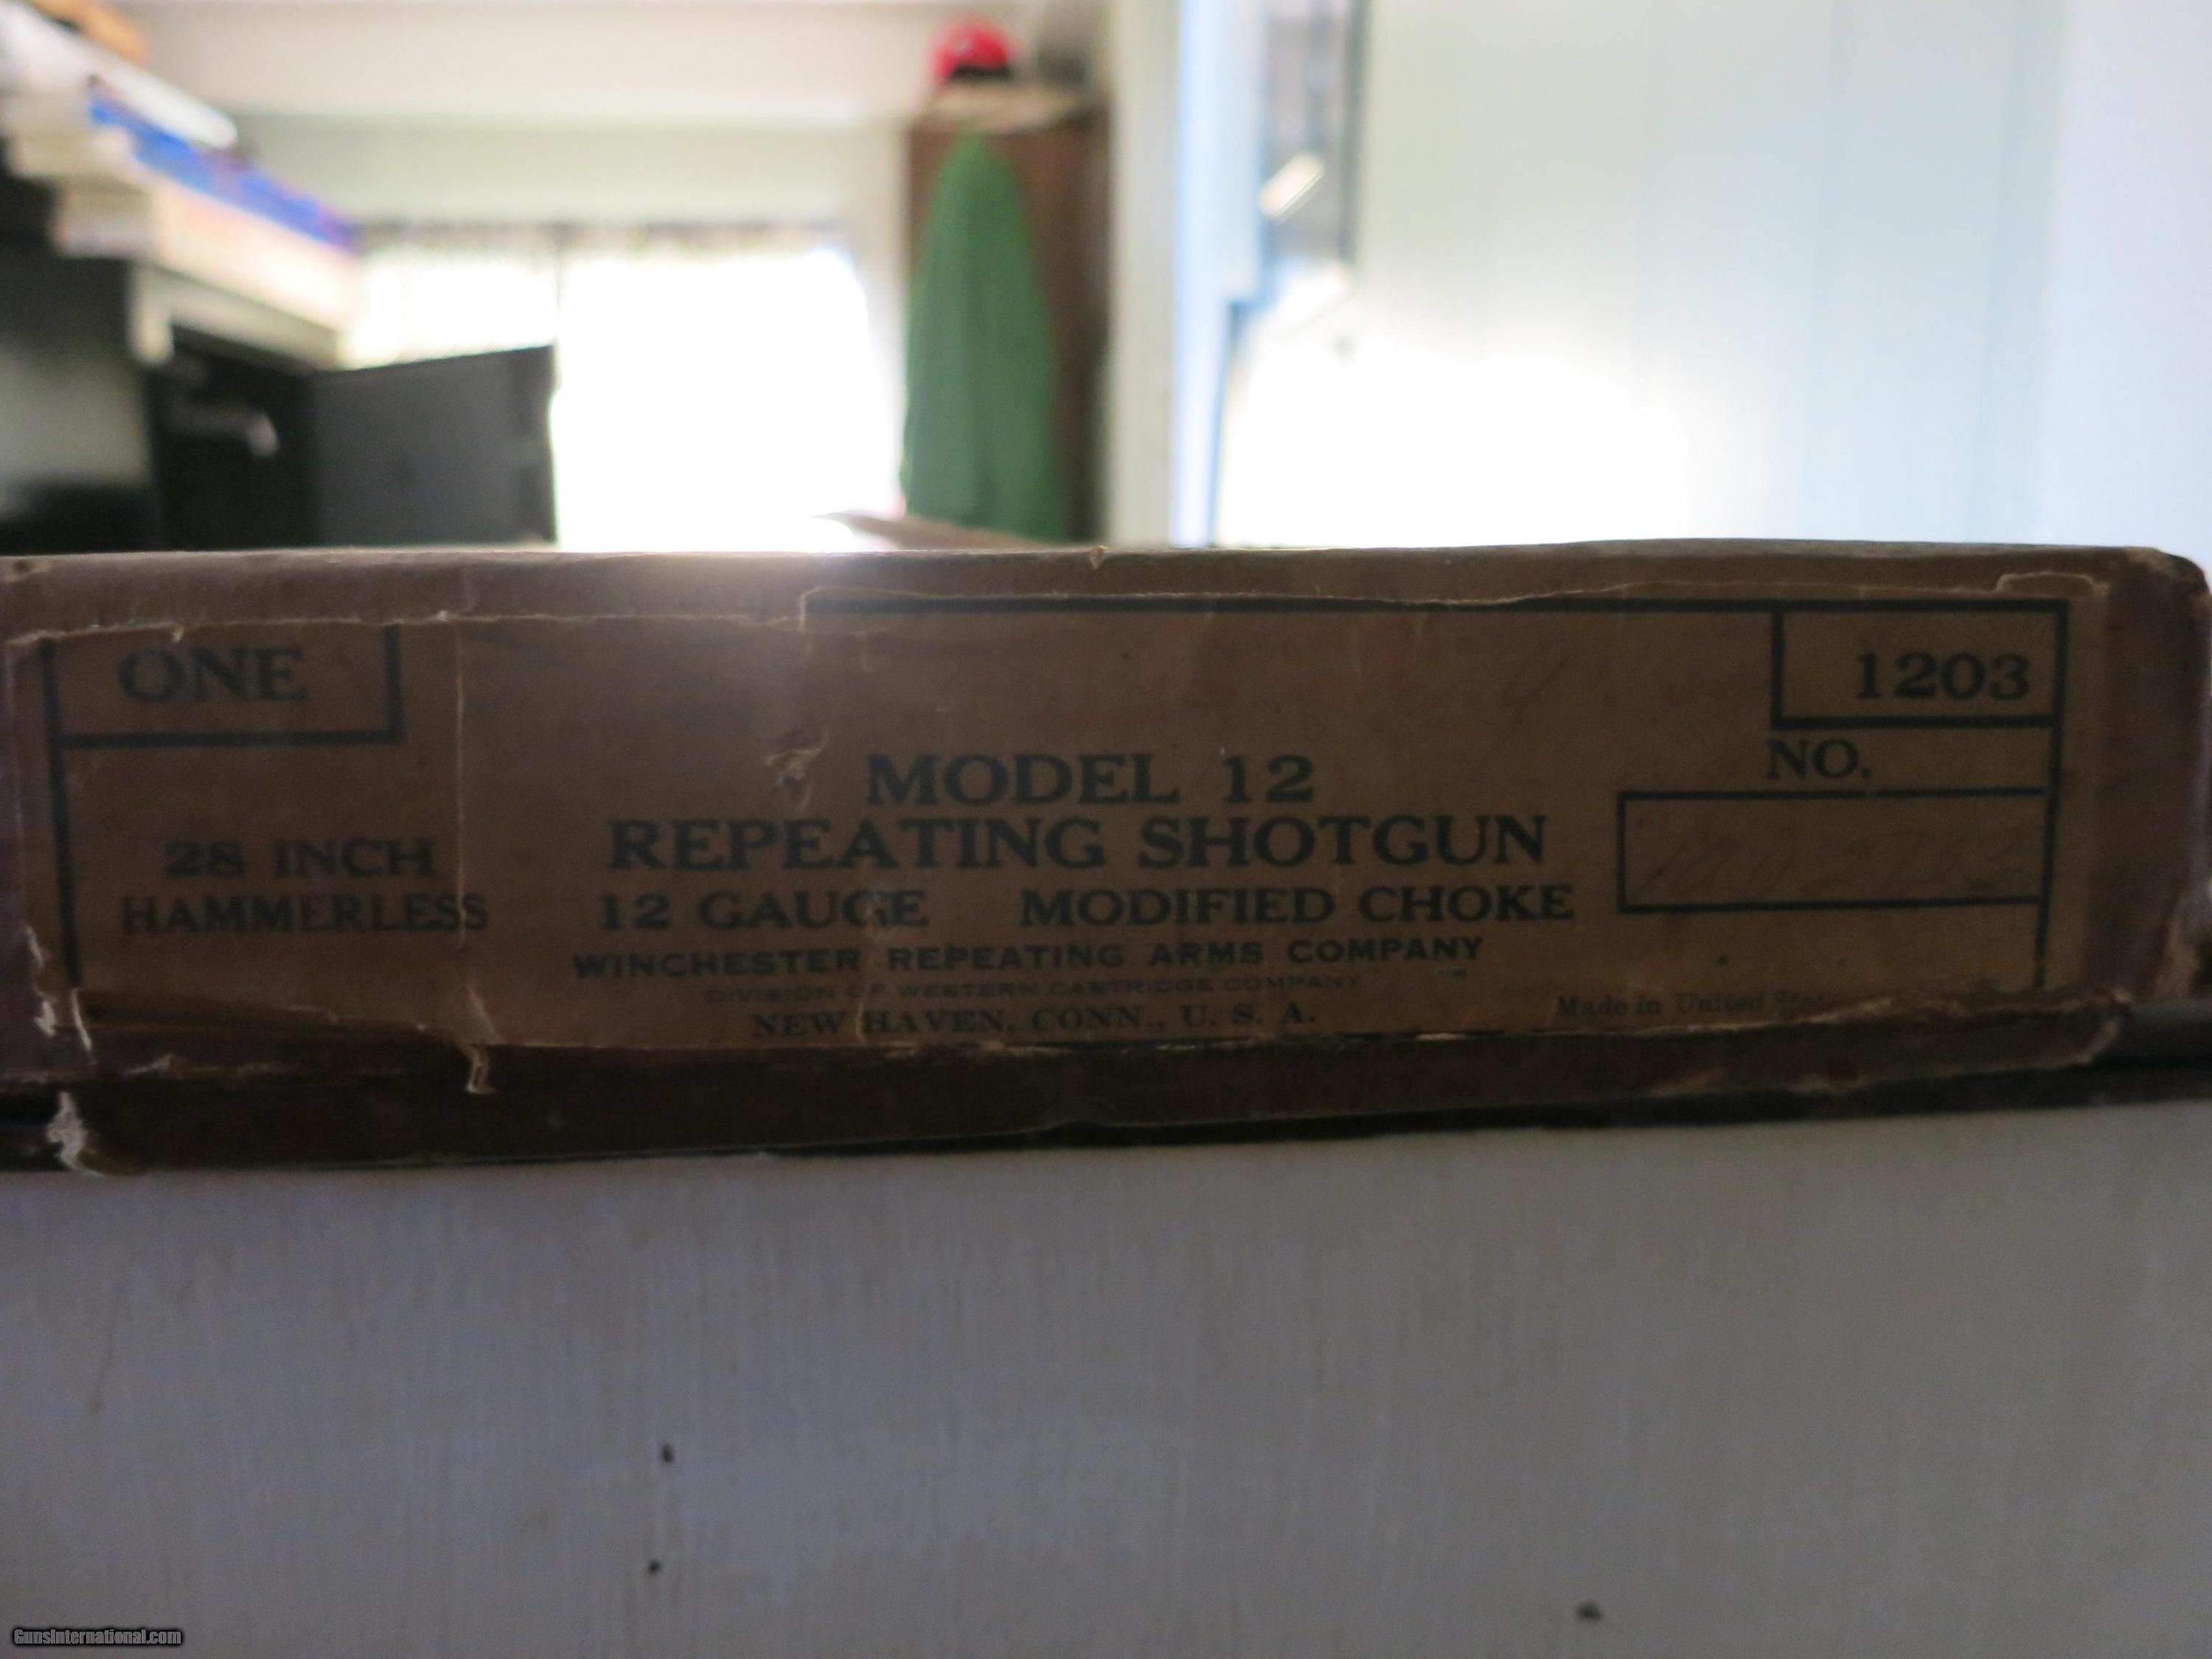 ONE
1203
NO.
MODEL 12
REPEATING SHOTGUN
28 INCH
HAMMERLESS
12 GAUGE MODIFIED CHOKE
WINCHESTER REPEATING ARMS COMPANY
DIVISION OF WESTERN CARTRIDGE COMPANY
NEW HAVEN, CONN., U. S. A.
Made in United
GunsInternational.com